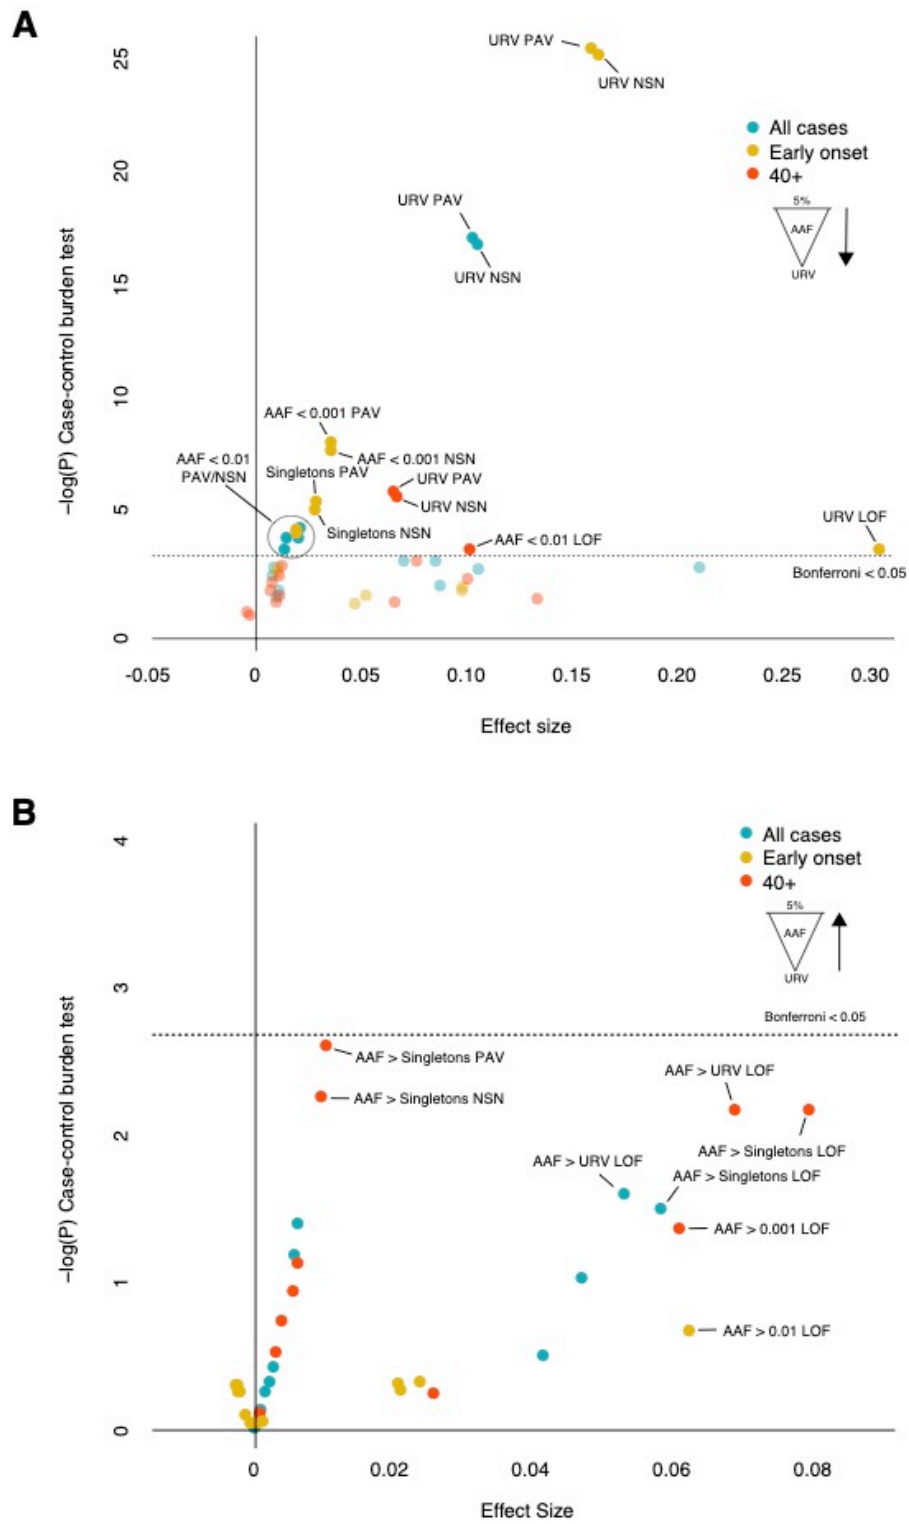 A
25
20
15
10
5
0
–log(P) Case-control burden test
URV PAV
URV NSN
All cases
Early onset
40+
5%
AAF
URV
URV PAV
URV NSN
AAF < 0.001 PAV
AAF < 0.01
PAV/NSN
AAF < 0.001 NSN
Singletons PAV
URV PAV
URV NSN
Singletons NSN
AAF < 0.01 LOF
URV LOF
Bonferroni < 0.05
-0.05
0
0.05
0.10
0.15
0.20
0.25
0.30
Effect size
B
4
3
2
1
0
–log(P) Case-control burden test
All cases
Early onset
40+
5%
AAF
URV
Bonferroni < 0.05
AAF > Singletons PAV
AAF > URV LOF
AAF > Singletons NSN
AAF > Singletons LOF
AAF > URV LOF
AAF > Singletons LOF
AAF > 0.001 LOF
AAF > 0.01 LOF
0
0.02
0.04
0.06
0.08
Effect Size